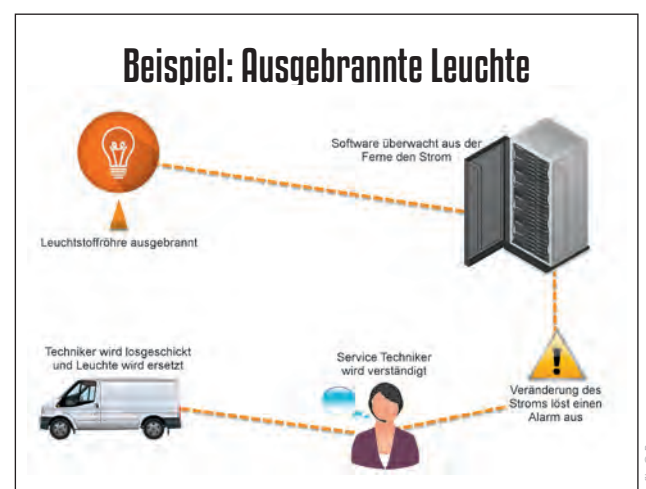 Beispiel: Ausgebrannte Leuchte
Software überwacht aus der
Ferne den Strom
Leuchtstoffröhre ausgebrannt
Veränderung des
Stroms löst einen
Alarm aus
Service Techniker
wird verständigt
Techniker wird losgeschickt
und Leuchte wird ersetzt